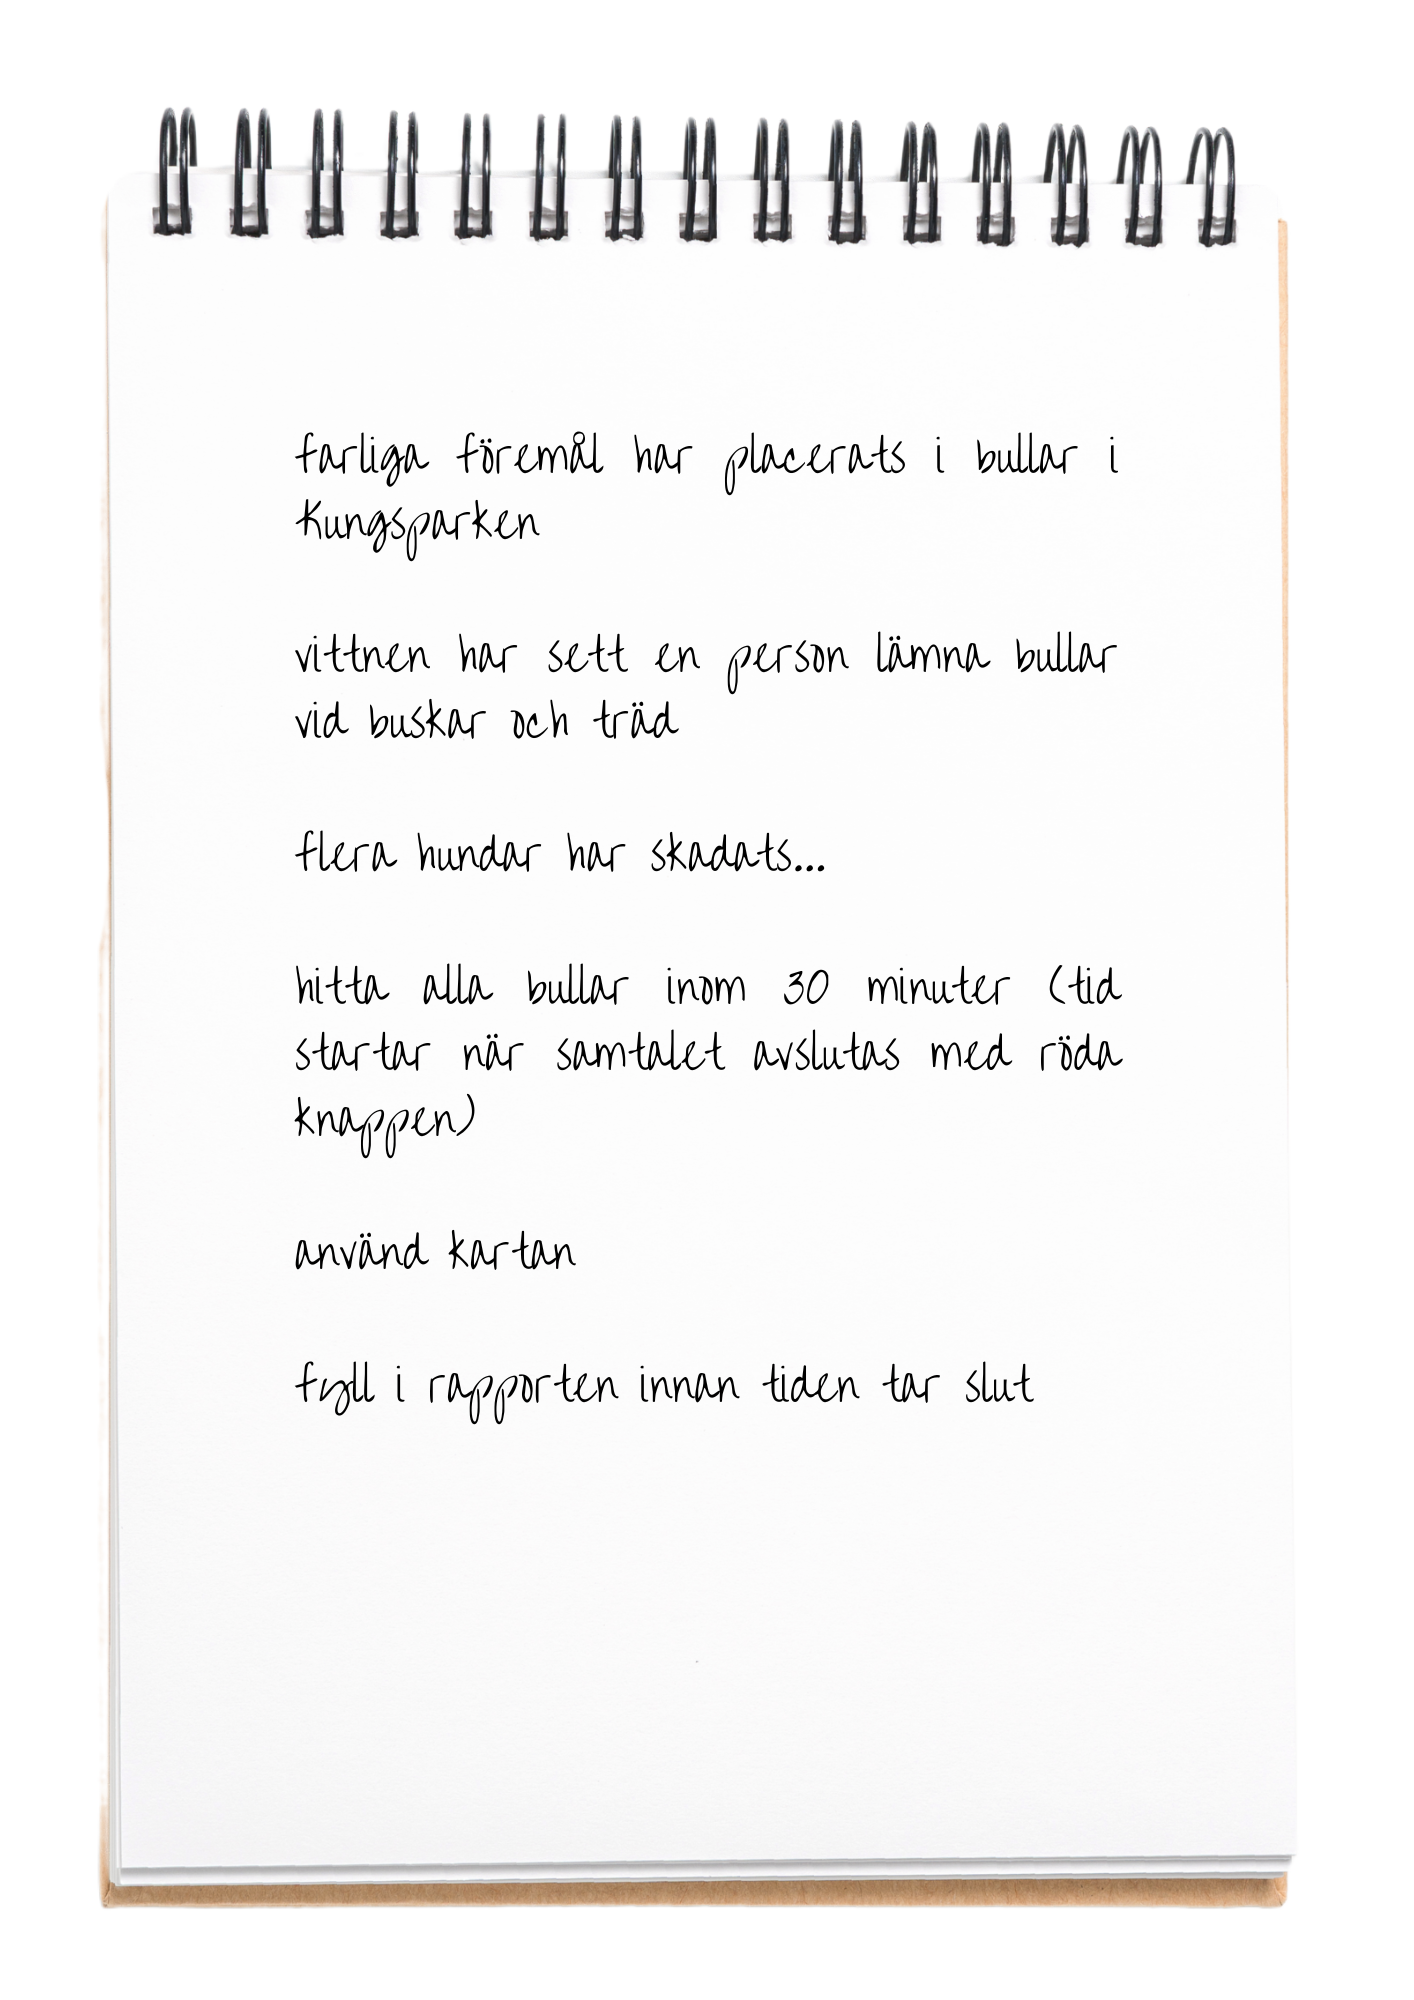 farliga föremål har placerats i bullar i
Kungsparken
vittnen har sett en person lämna bullar
vid buskar och träd
flera hundar har skadats...
hitta alla bullar inom 30 minuter (tid
startar när samtalet avslutas med röda
knappen)
använd kartan
fyll i rapporten innan tiden tar slut